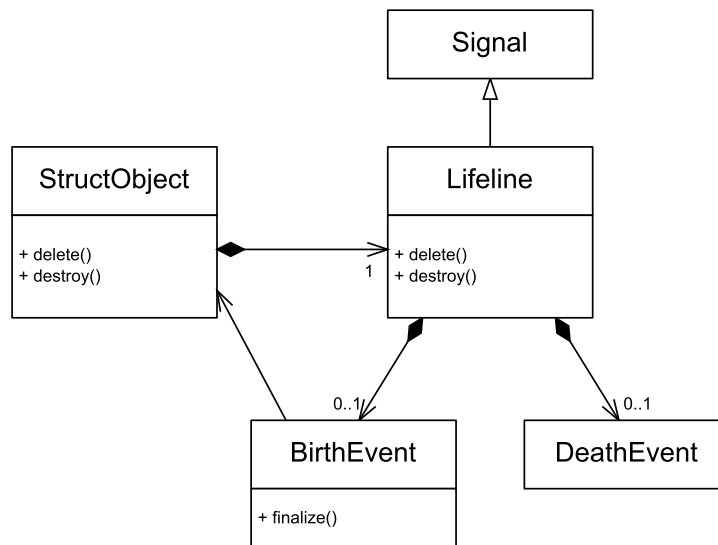 Signal
StructObject
+ delete()
+ destroy()
1
Lifeline
+ delete()
+ destroy()
0..1
BirthEvent
+ finalize()
0..1
DeathEvent